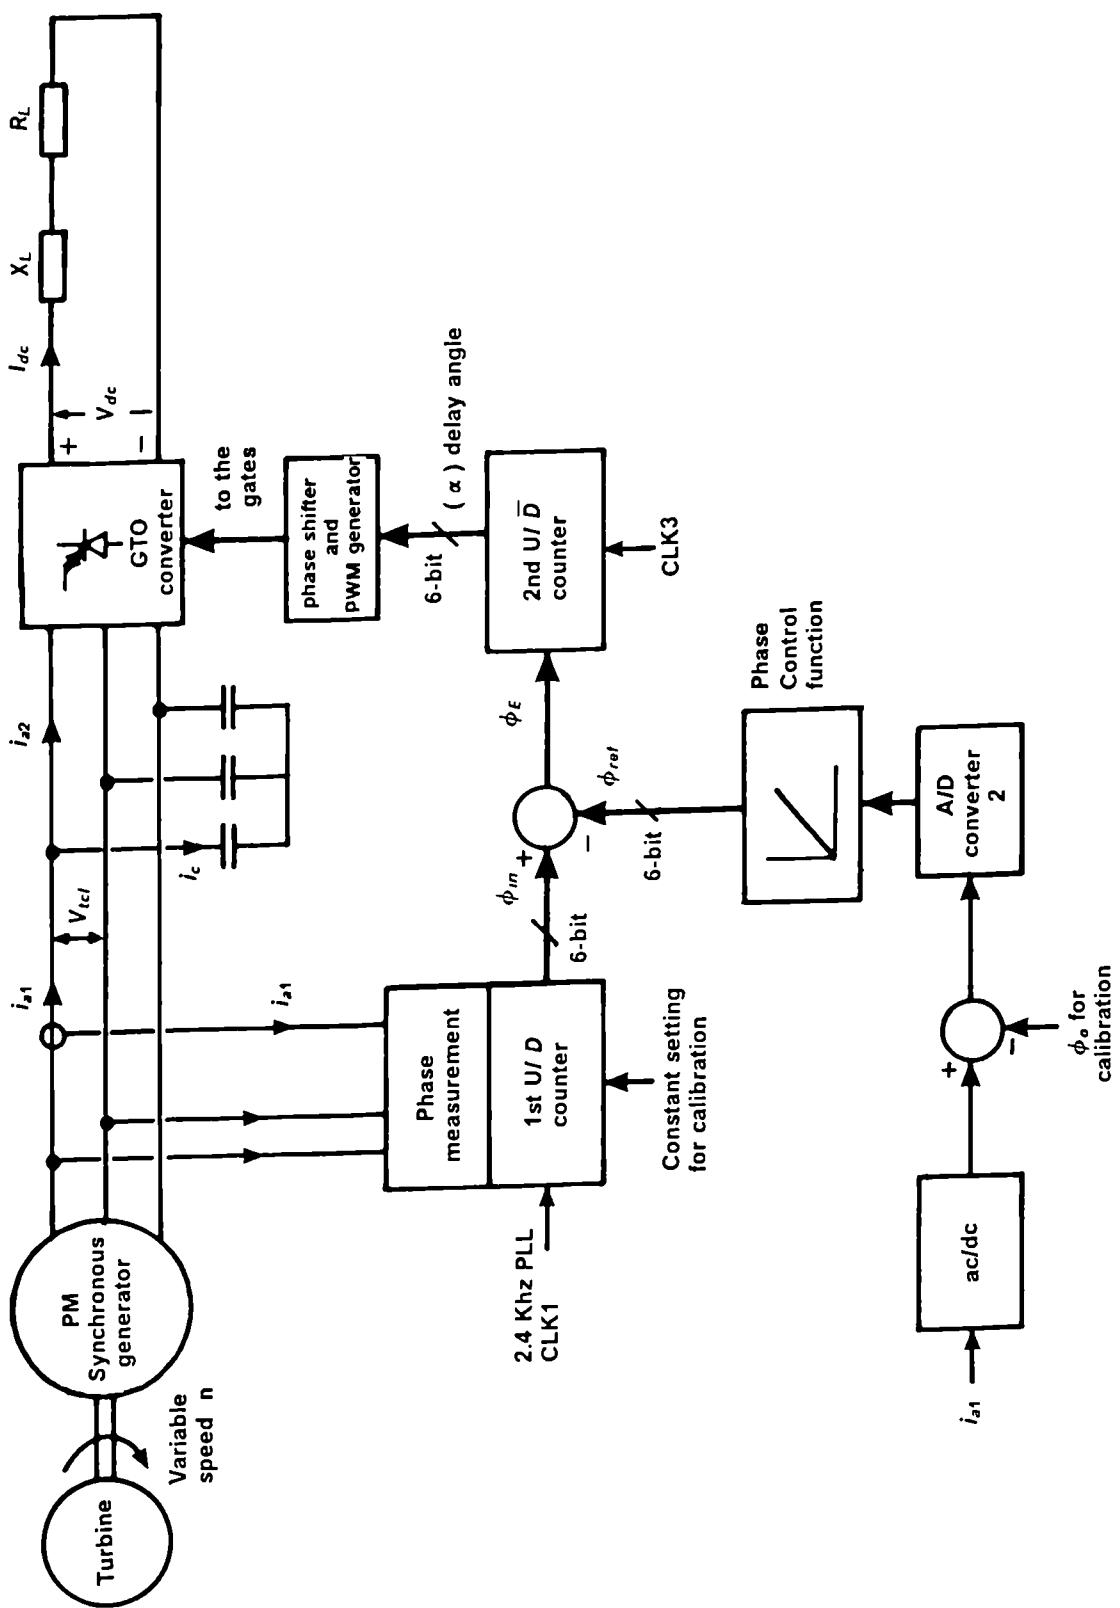 Turbine
Variable
speed n
PM
Synchronous
generator
i_a1
V_tcl
i_a2
i_c
i_a1
GTO
converter
+
−
V_dc
I_dc
X_L
R_L
to the
gates
phase shifter
and
PWM generator
6-bit
(α) delay angle
2nd U/D̅
counter
CLK3
Phase
measurement
1st U/D
counter
2.4 Khz PLL
CLK1
Constant setting
for calibration
ϕ_in
6-bit
+
−
ϕ_E
ϕ_ref
6-bit
Phase
Control
function
A/D
converter
2
+
−
ϕ_o for
calibration
ac/dc
i_a1